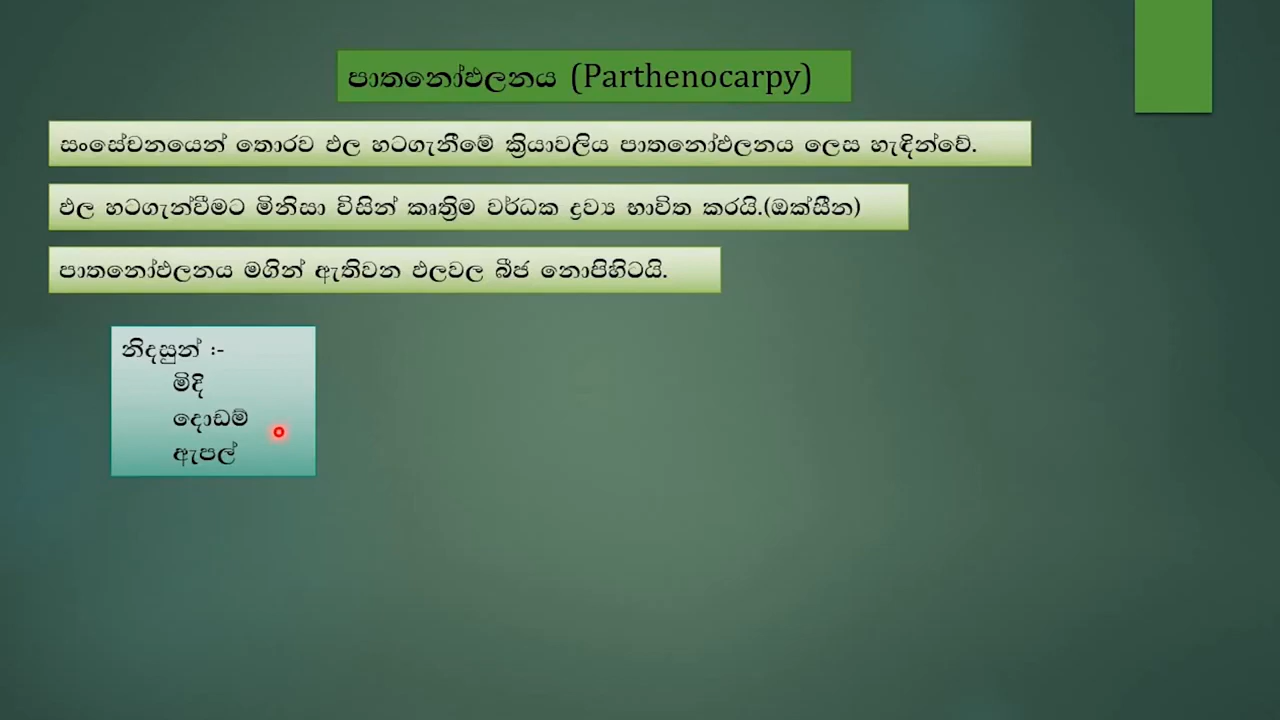 පාතනෝඵලනය (Parthenocarpy)
සංසේචනයෙන් තොරව ඵල හටගැනීමේ ක්‍රියාවලිය පාතනෝඵලනය ලෙස හැඳින්වේ.
ඵල හටගැන්වීමට මිනිසා විසින් කෘත්‍රිම වර්ධක ද්‍රව්‍ය භාවිත කරයි.(ඔක්සීන)
පාතනෝඵලනය මගින් ඇතිවන ඵලවල බීජ නොපිහිටයි.
නිදසුන් :-
මිදි
දොඩම්
ඇපල්